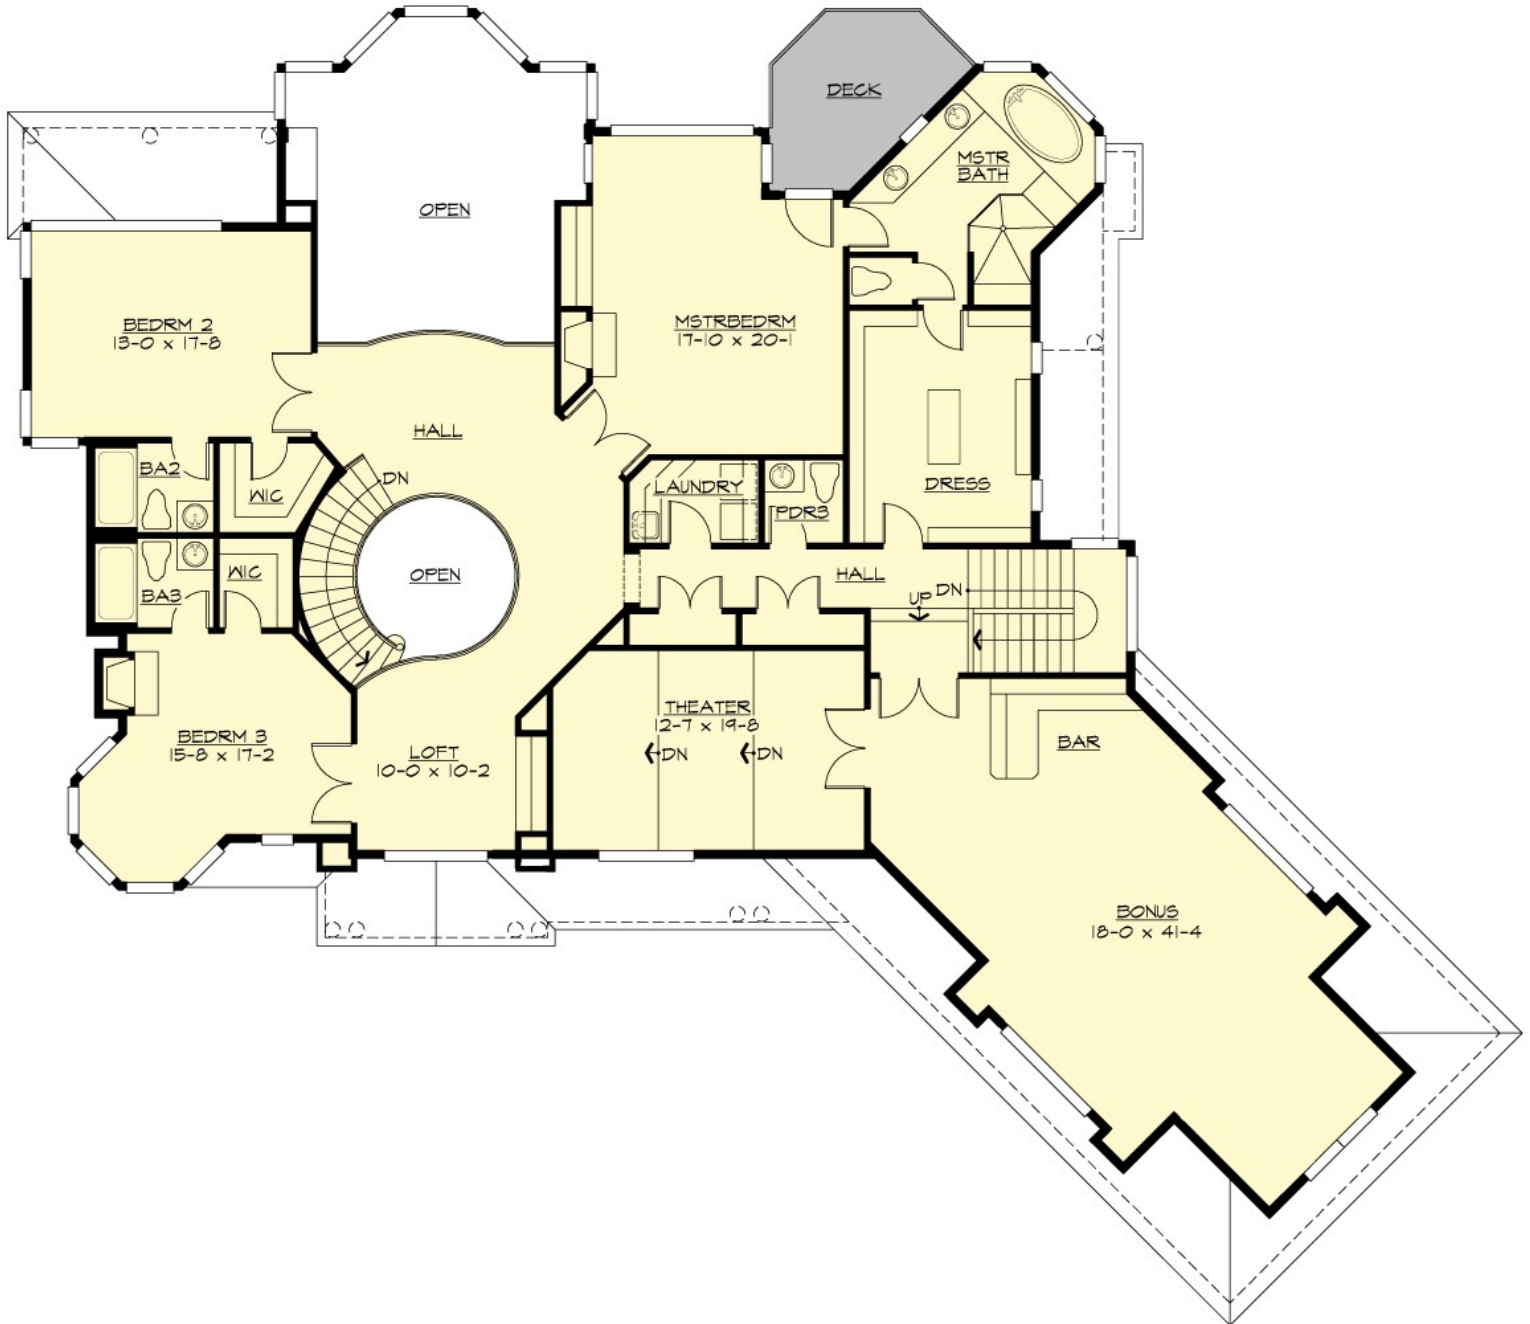 DECK
MSTR
BATH
OPEN
BEDRM 2
13-0 x 17-8
MSTRBEDRM
17-10 x 20-1
HALL
DN
BA2
WIC
LAUNDRY
PDR3
DRESS
OPEN
WIC
BA3
HALL
UP
DN
THEATER
12-7 x 19-8
DN
DN
BEDRM 3
15-8 x 17-2
LOFT
10-0 x 10-2
BAR
BONUS
18-0 x 41-4